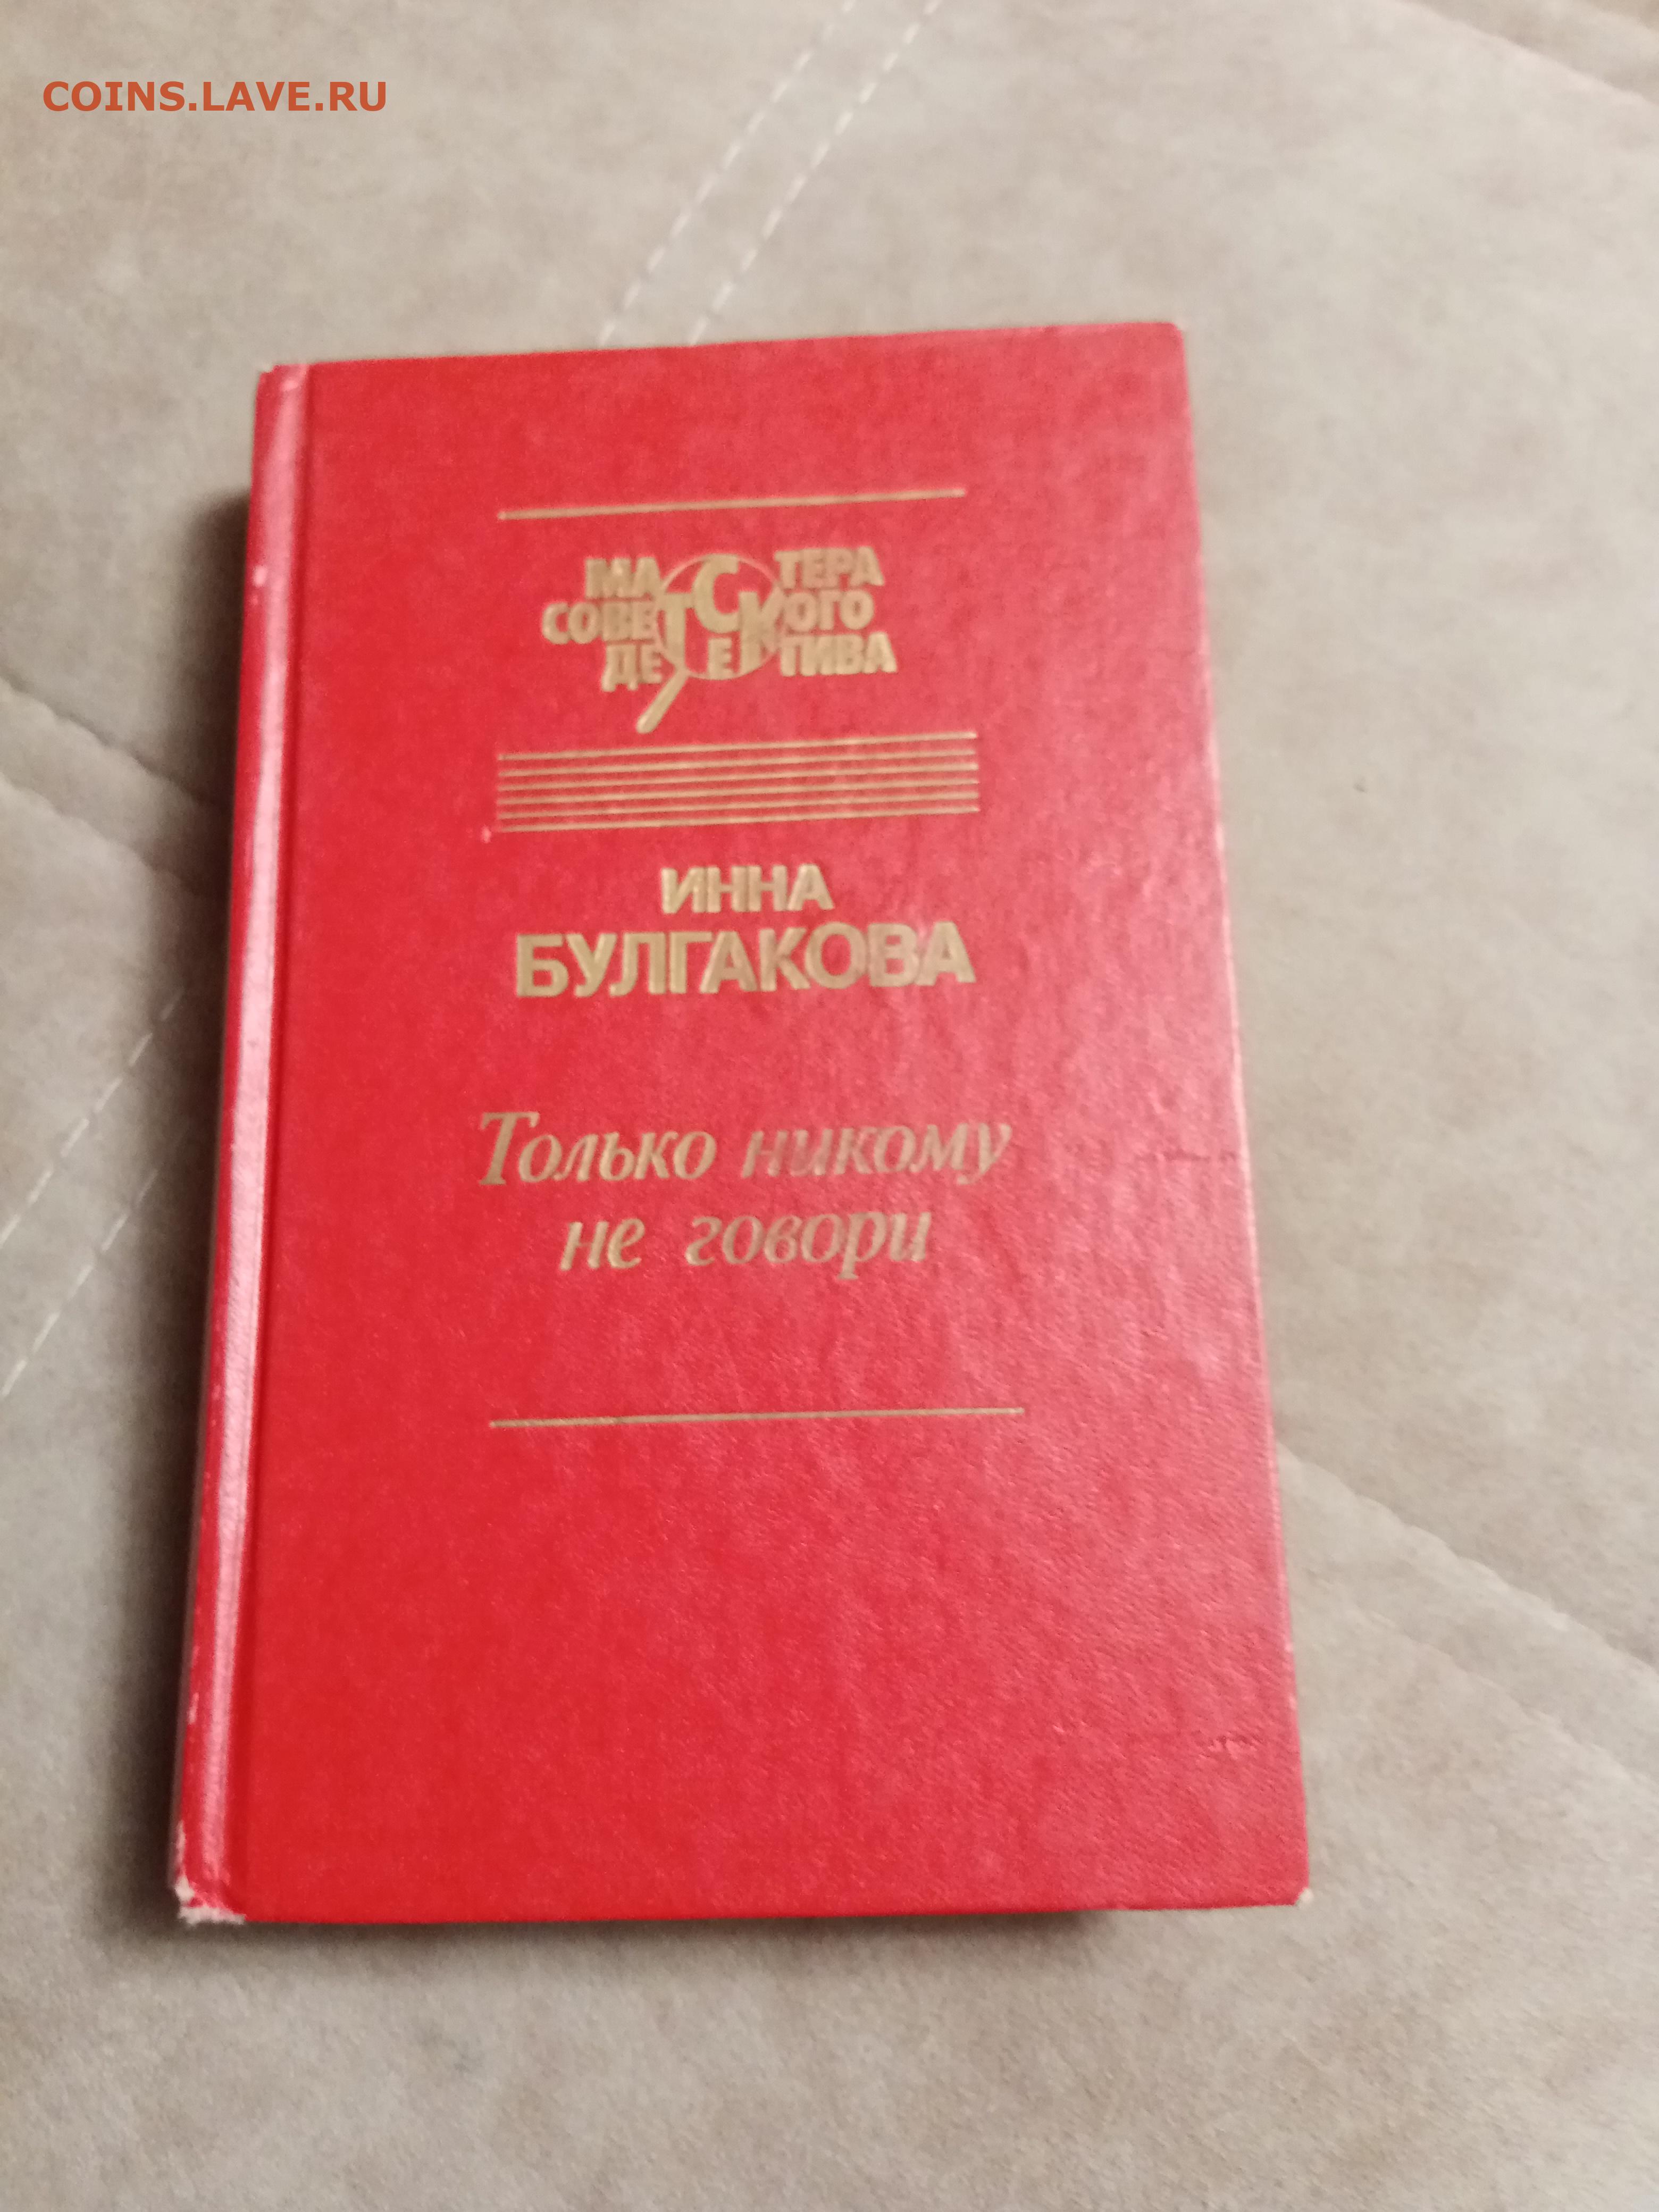 COINS.LAVE.RU
МАСТЕРА
СОВЕТСКОГО
ДЕТЕКТИВА
ИННА
БУЛГАКОВА
Только никому
не говори